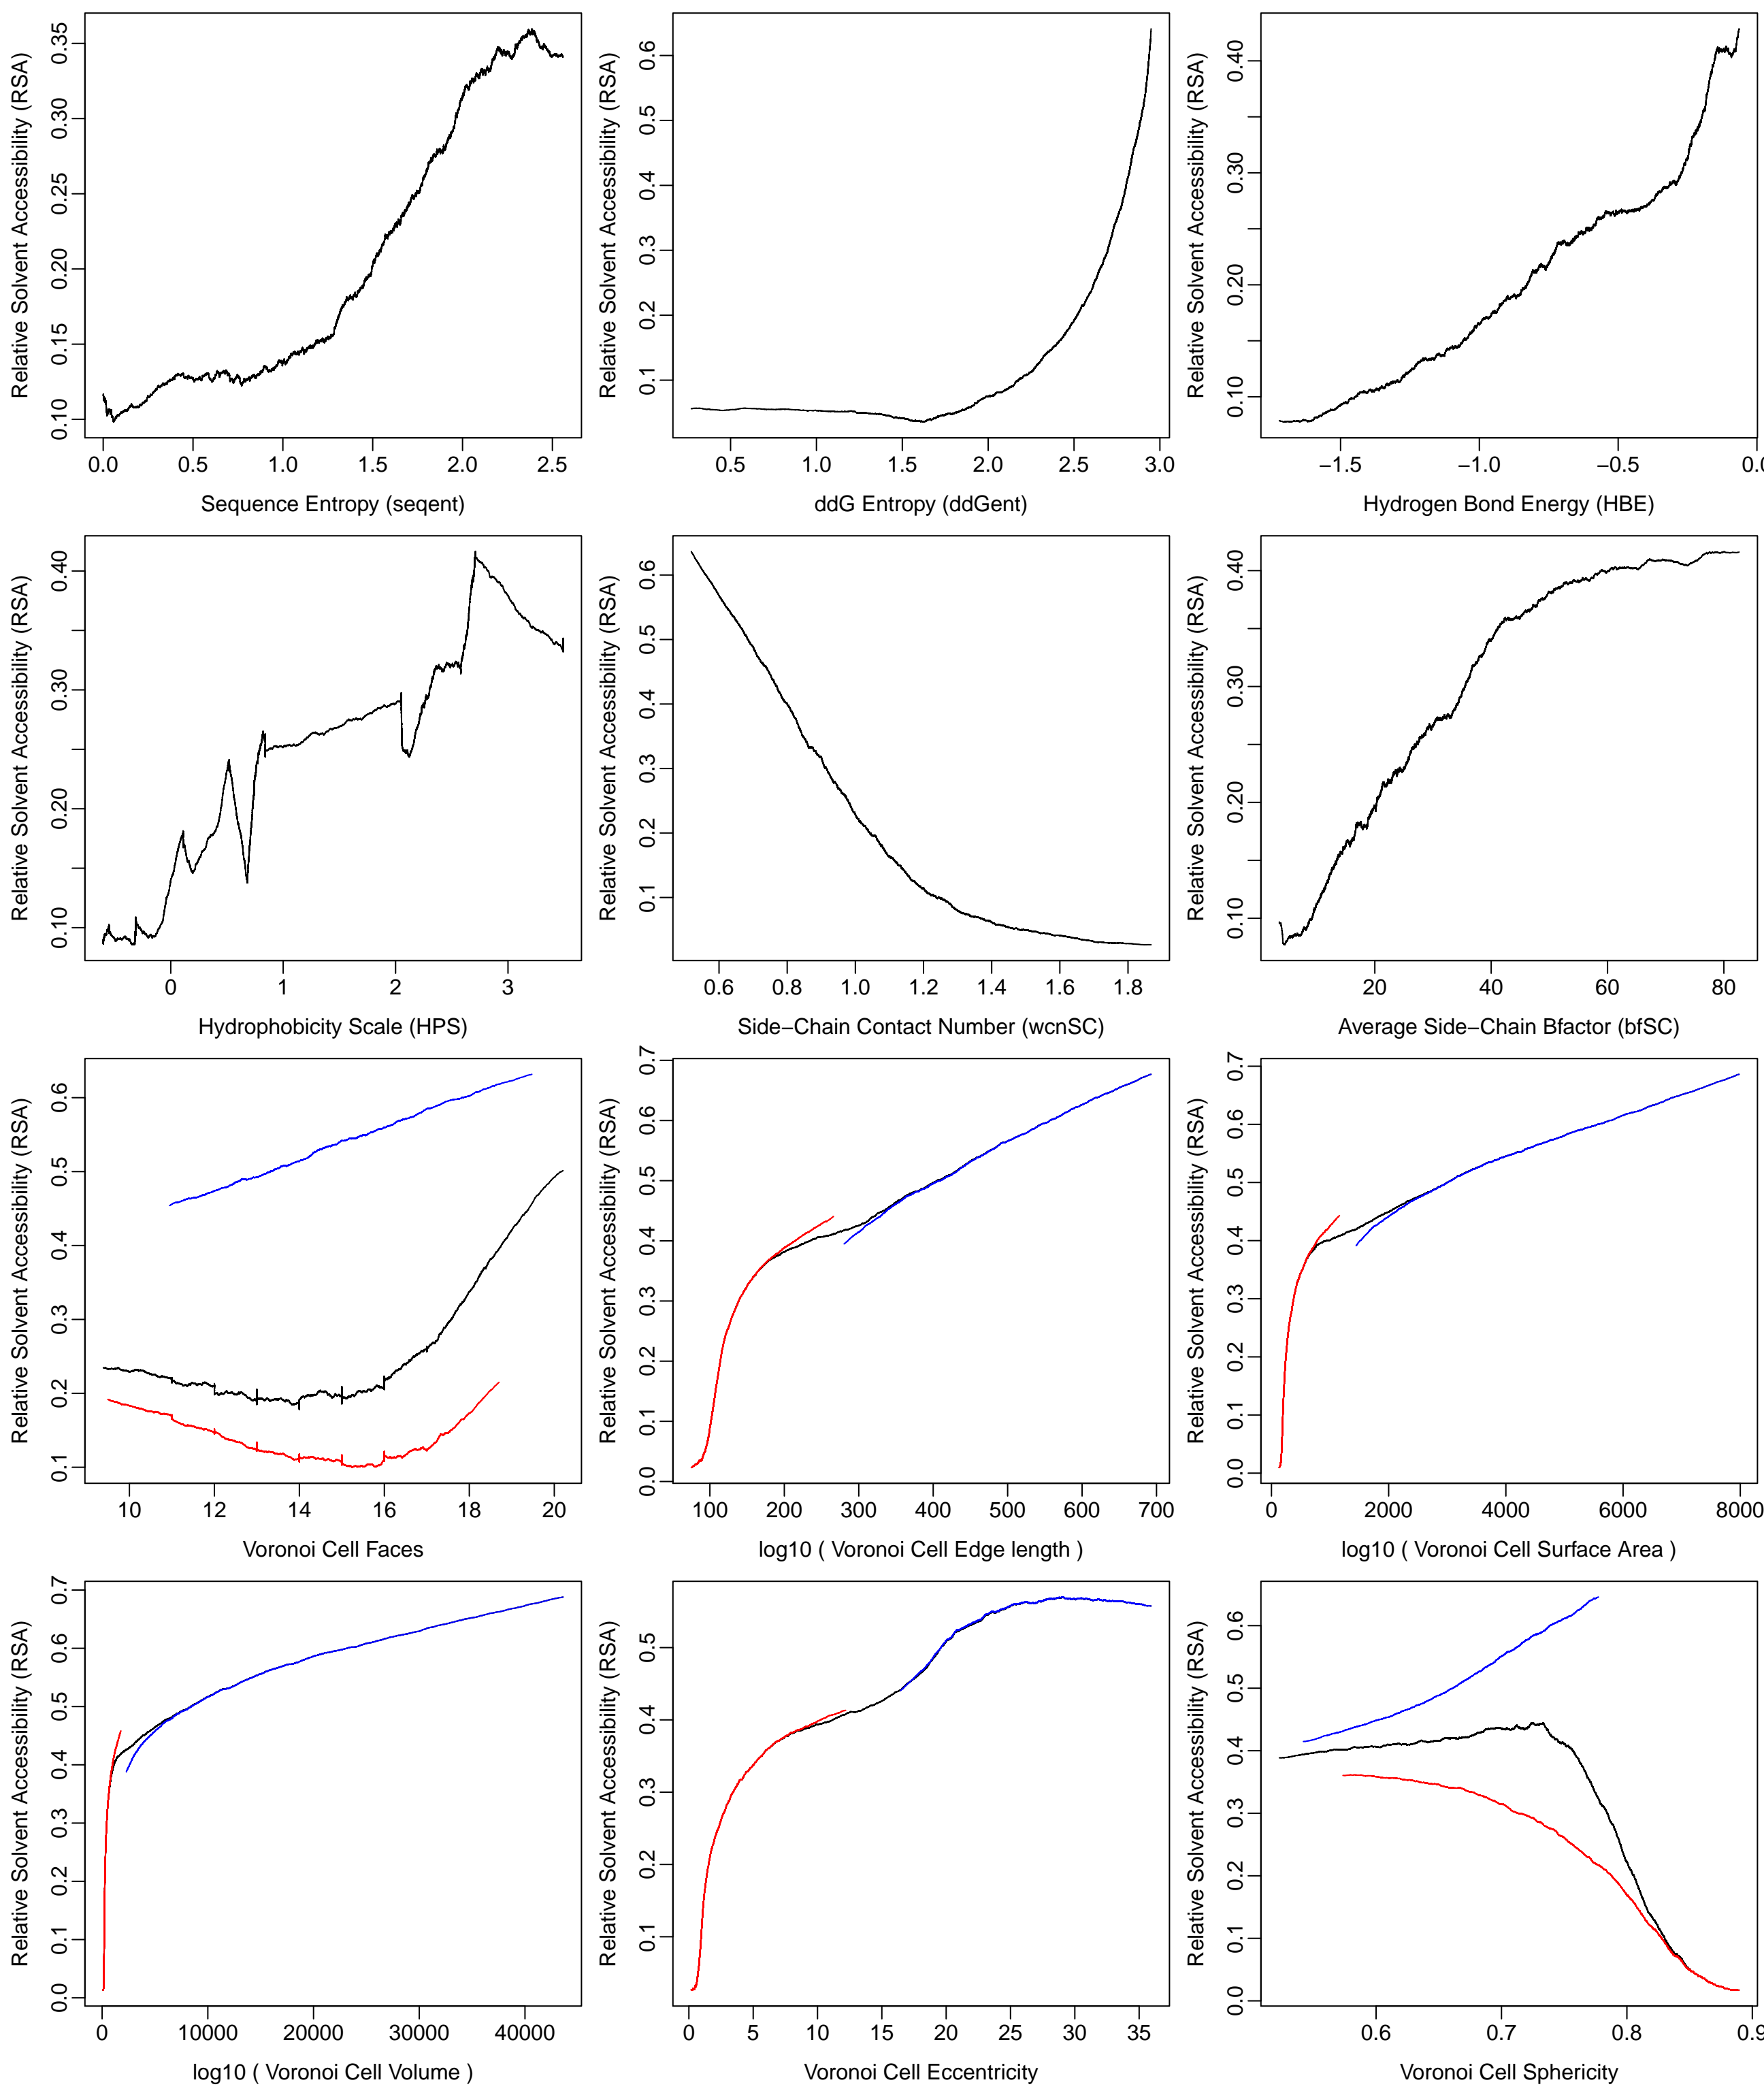 Relative Solvent Accessibility (RSA)
0.10 0.15 0.20 0.25 0.30 0.35
0.0 0.5 1.0 1.5 2.0 2.5
Sequence Entropy (seqent)
Relative Solvent Accessibility (RSA)
0.1 0.2 0.3 0.4 0.5 0.6
0.5 1.0 1.5 2.0 2.5 3.0
ddG Entropy (ddGent)
Relative Solvent Accessibility (RSA)
0.10 0.20 0.30 0.40
−1.5 −1.0 −0.5 0.0
Hydrogen Bond Energy (HBE)
Relative Solvent Accessibility (RSA)
0.10 0.20 0.30 0.40
0 1 2 3
Hydrophobicity Scale (HPS)
Relative Solvent Accessibility (RSA)
0.1 0.2 0.3 0.4 0.5 0.6
0.6 0.8 1.0 1.2 1.4 1.6 1.8
Side−Chain Contact Number (wcnSC)
Relative Solvent Accessibility (RSA)
0.10 0.20 0.30 0.40
20 40 60 80
Average Side−Chain Bfactor (bfSC)
Relative Solvent Accessibility (RSA)
0.1 0.2 0.3 0.4 0.5 0.6
10 12 14 16 18 20
Voronoi Cell Faces
Relative Solvent Accessibility (RSA)
0.0 0.1 0.2 0.3 0.4 0.5 0.6 0.7
100 200 300 400 500 600 700
log10 ( Voronoi Cell Edge length )
Relative Solvent Accessibility (RSA)
0.0 0.1 0.2 0.3 0.4 0.5 0.6 0.7
0 2000 4000 6000 8000
log10 ( Voronoi Cell Surface Area )
Relative Solvent Accessibility (RSA)
0.0 0.1 0.2 0.3 0.4 0.5 0.6 0.7
0 10000 20000 30000 40000
log10 ( Voronoi Cell Volume )
Relative Solvent Accessibility (RSA)
0.1 0.2 0.3 0.4 0.5
0 5 10 15 20 25 30 35
Voronoi Cell Eccentricity
Relative Solvent Accessibility (RSA)
0.0 0.1 0.2 0.3 0.4 0.5 0.6
0.6 0.7 0.8 0.9
Voronoi Cell Sphericity